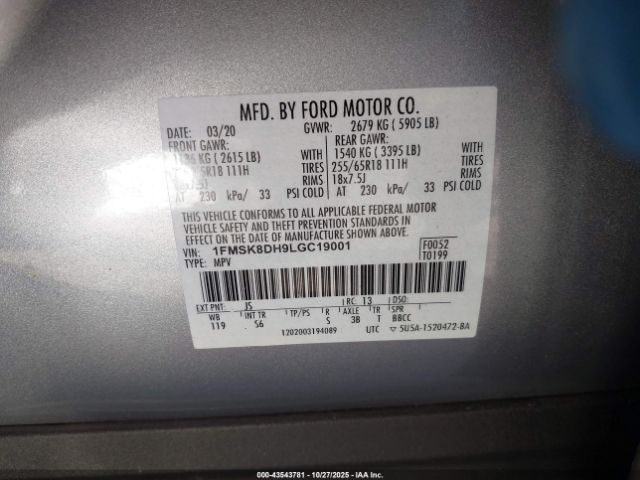 MFD. BY FORD MOTOR CO.
DATE: 03/20 GVWR: 2679 KG ( 5905 LB)
FRONT GAWR: REAR GAWR:
KG ( 2615 LB) WITH 1540 KG ( 3395 LB) WITH
5R18 111H TIRES 255/65R18 111H TIRES
RIMS 18x7.5J RIMS
AT 230 kPa/ 33 PSI COLD AT 230 kPa/ 33 PSI COLD
THIS VEHICLE CONFORMS TO ALL APPLICABLE FEDERAL MOTOR
VEHICLE SAFETY AND THEFT PREVENTION STANDARDS IN
EFFECT ON THE DATE OF MANUFACTURE SHOWN ABOVE.
VIN: 1FMSK8DH9LGC19001 F0052
TYPE: MPV T0199
EXT PNT: JS RC: 13 DSO:
WB INT TR TP/PS R AXLE TR SPR
119 S6 S 3B T BBCC
1202003194089 UTC ▽ 5U5A-1520472-BA
000-43543781 - 10/27/2025 - IAA Inc.